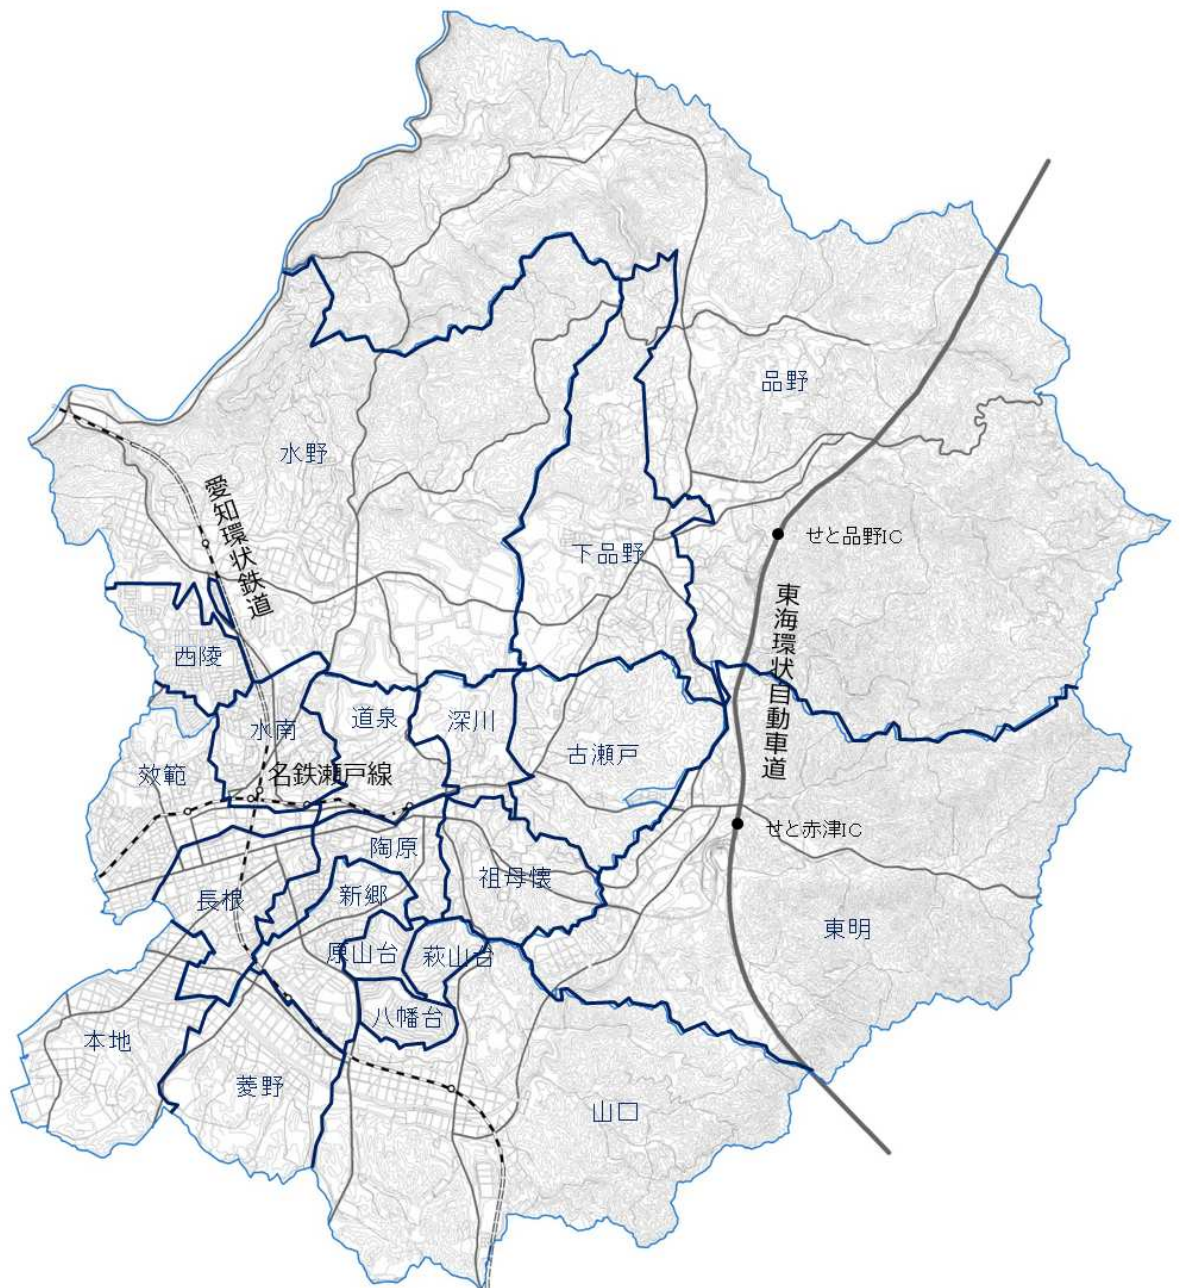 品野
水野
愛知環状鉄道
せと品野IC
下品野
東海環状自動車道
西陵
道泉
深川
水南
古瀬戸
効範
名鉄瀬戸線
せと赤津IC
陶原
祖母懐
長根
新郷
東明
原山台
萩山台
八幡台
本地
菱野
山口